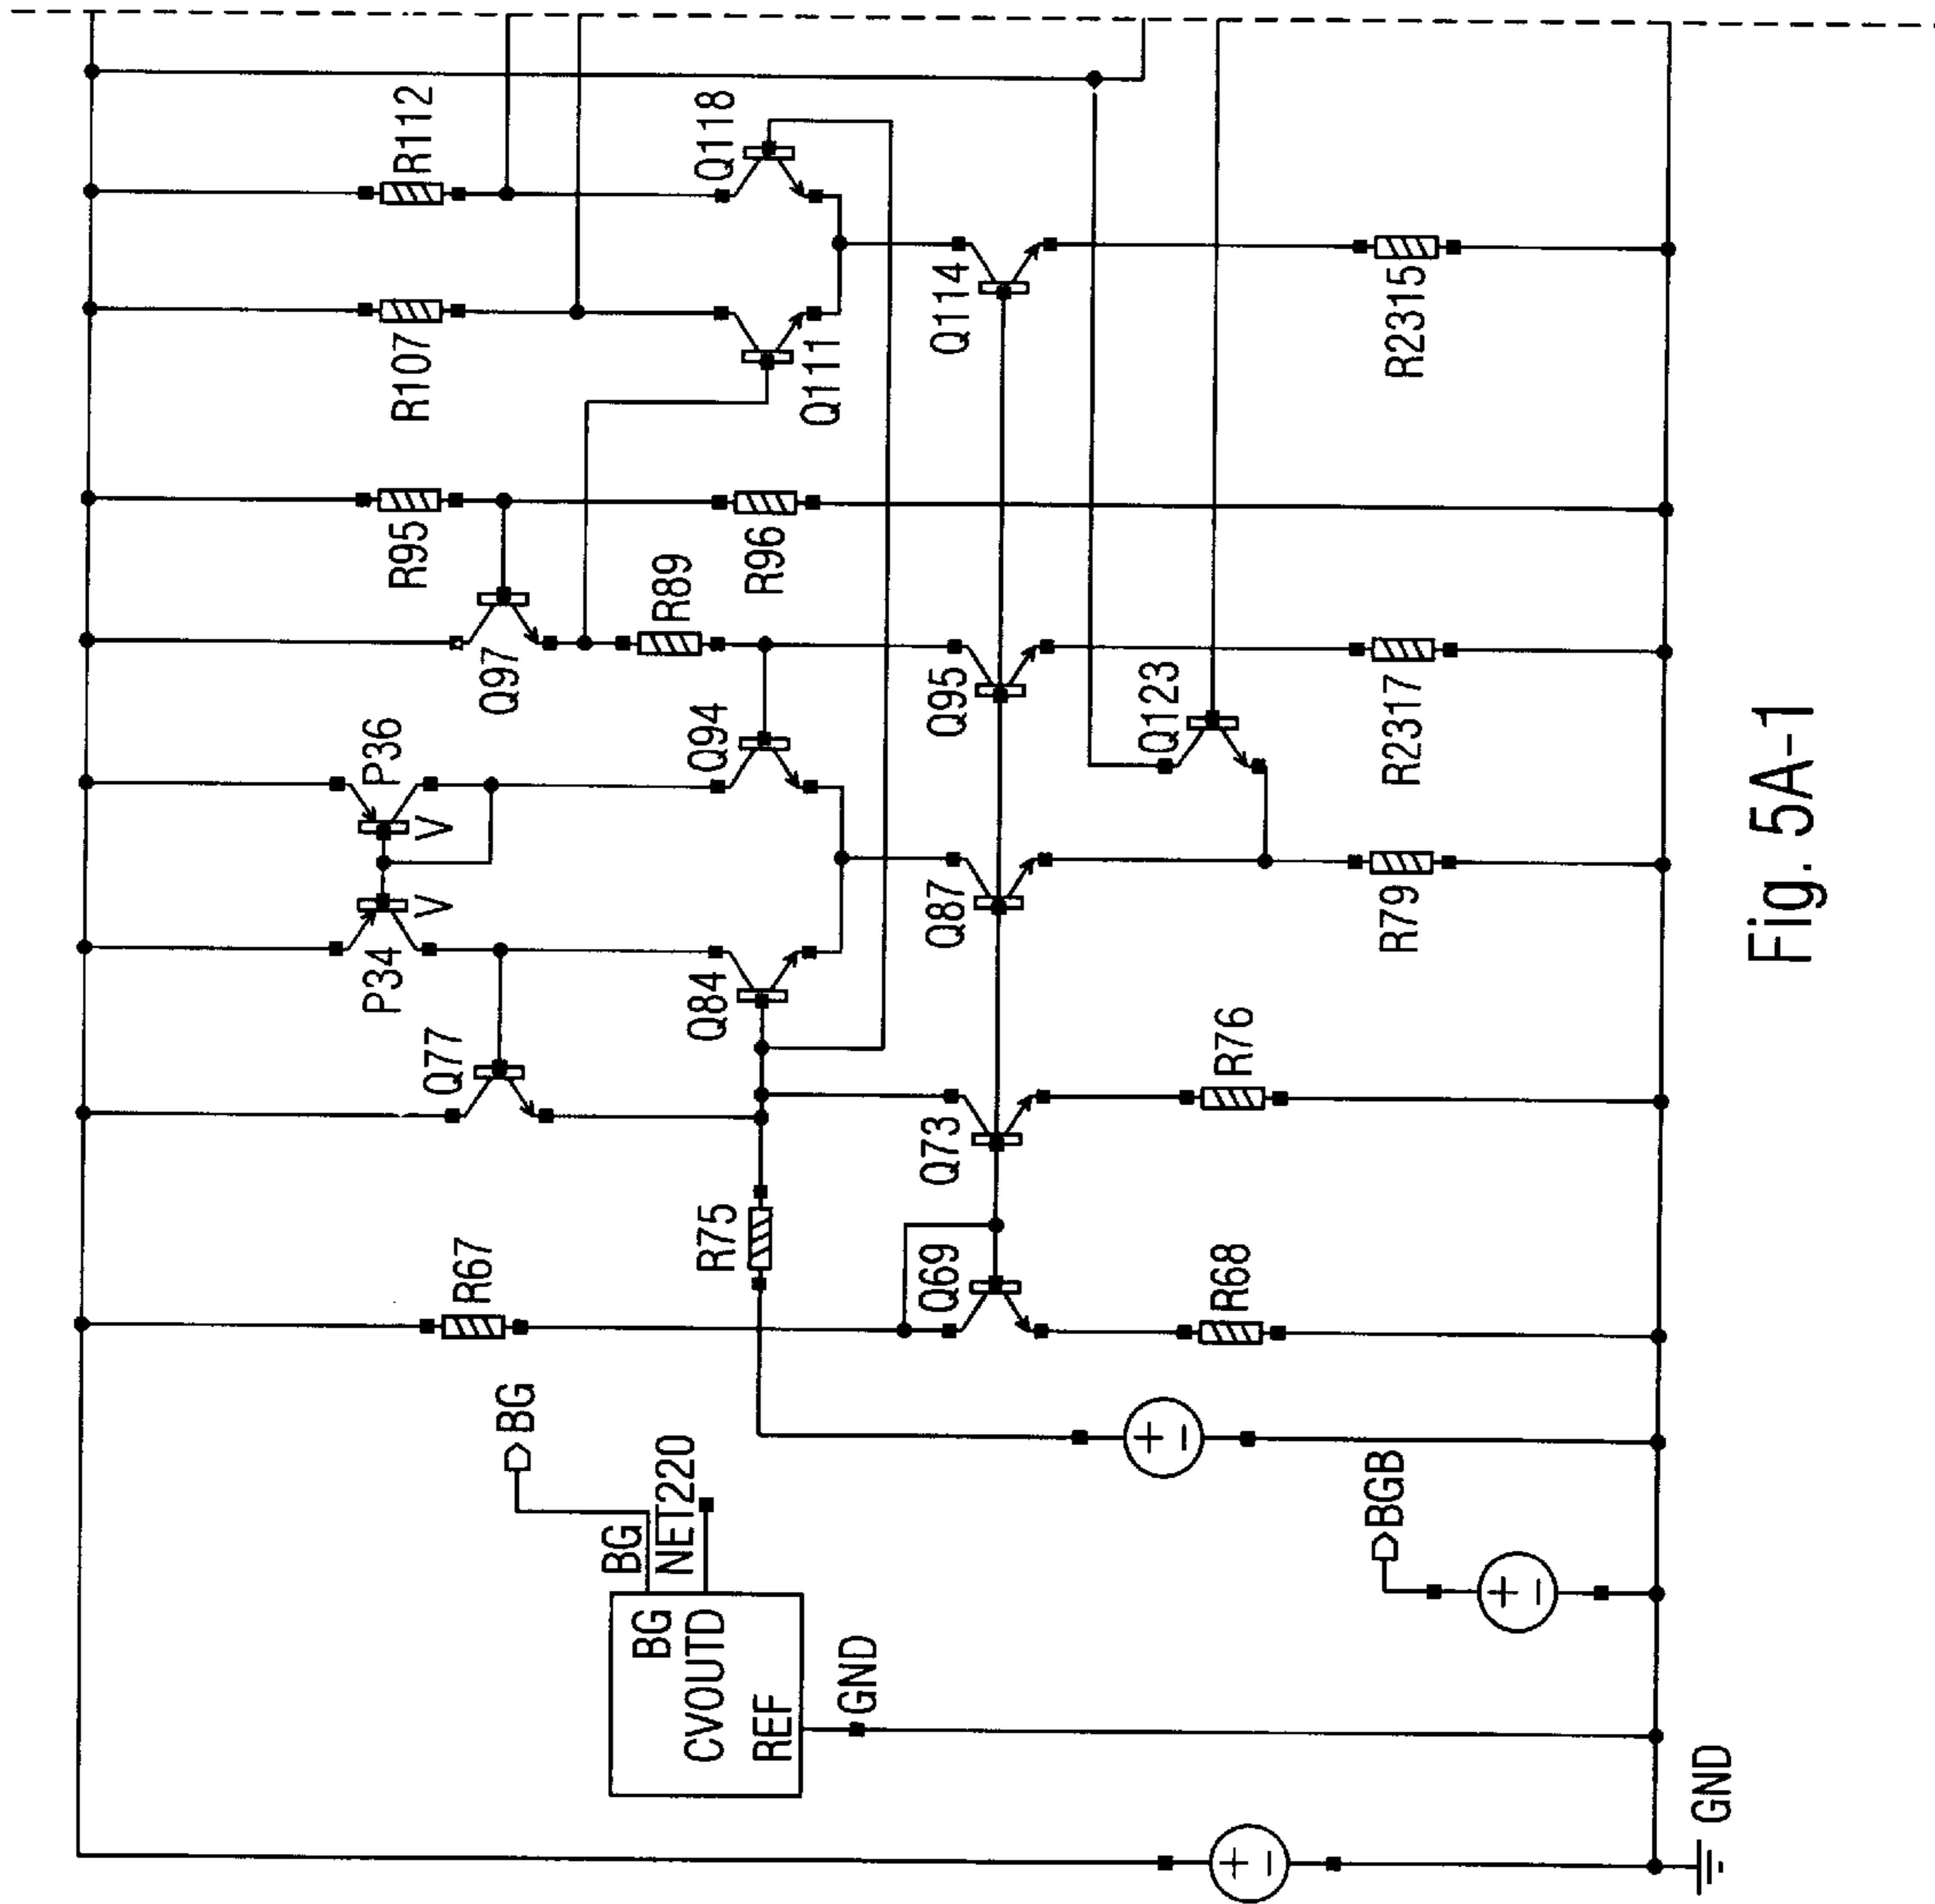 R112
Q118
R107
Q111
Q114
R2315
R95
R96
R89
Q97
Q95
R2317
P36
V
Q94
Q123
P34
V
Q84
Q87
R79
Q77
Q73
R76
R75
R67
Q69
R68
BG
BG
NET220
BG
CVOUTD
REF
GND
BGB
GND
Fig. 5A-1